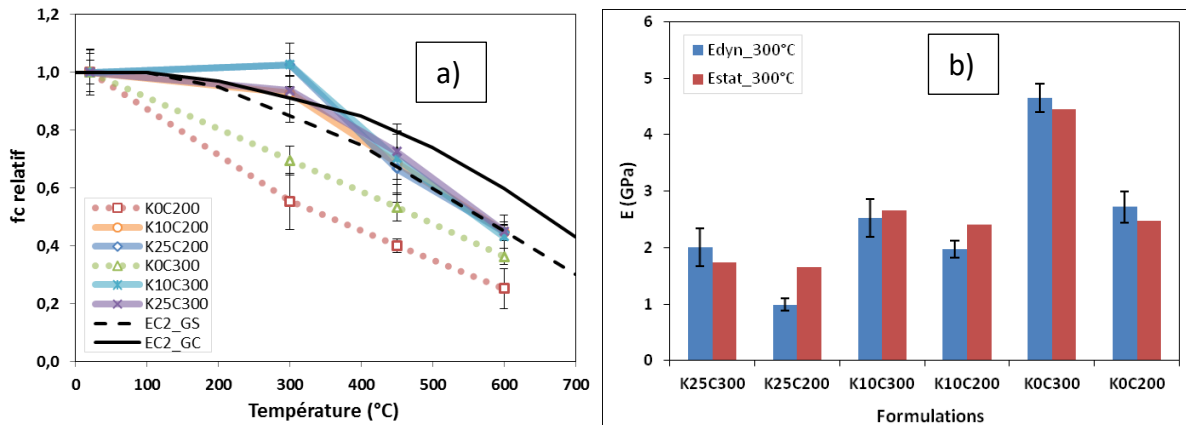 a)
fc relatif
1,2
1,0
0,8
0,6
0,4
0,2
0,0
K0C200
K10C200
K25C200
K0C300
K10C300
K25C300
EC2_GS
EC2_GC
0 100 200 300 400 500 600 700
Température (°C)
b)
Edyn_300°C
Estat_300°C
E (GPa)
6
5
4
3
2
1
0
K25C300 K25C200 K10C300 K10C200 K0C300 K0C200
Formulations